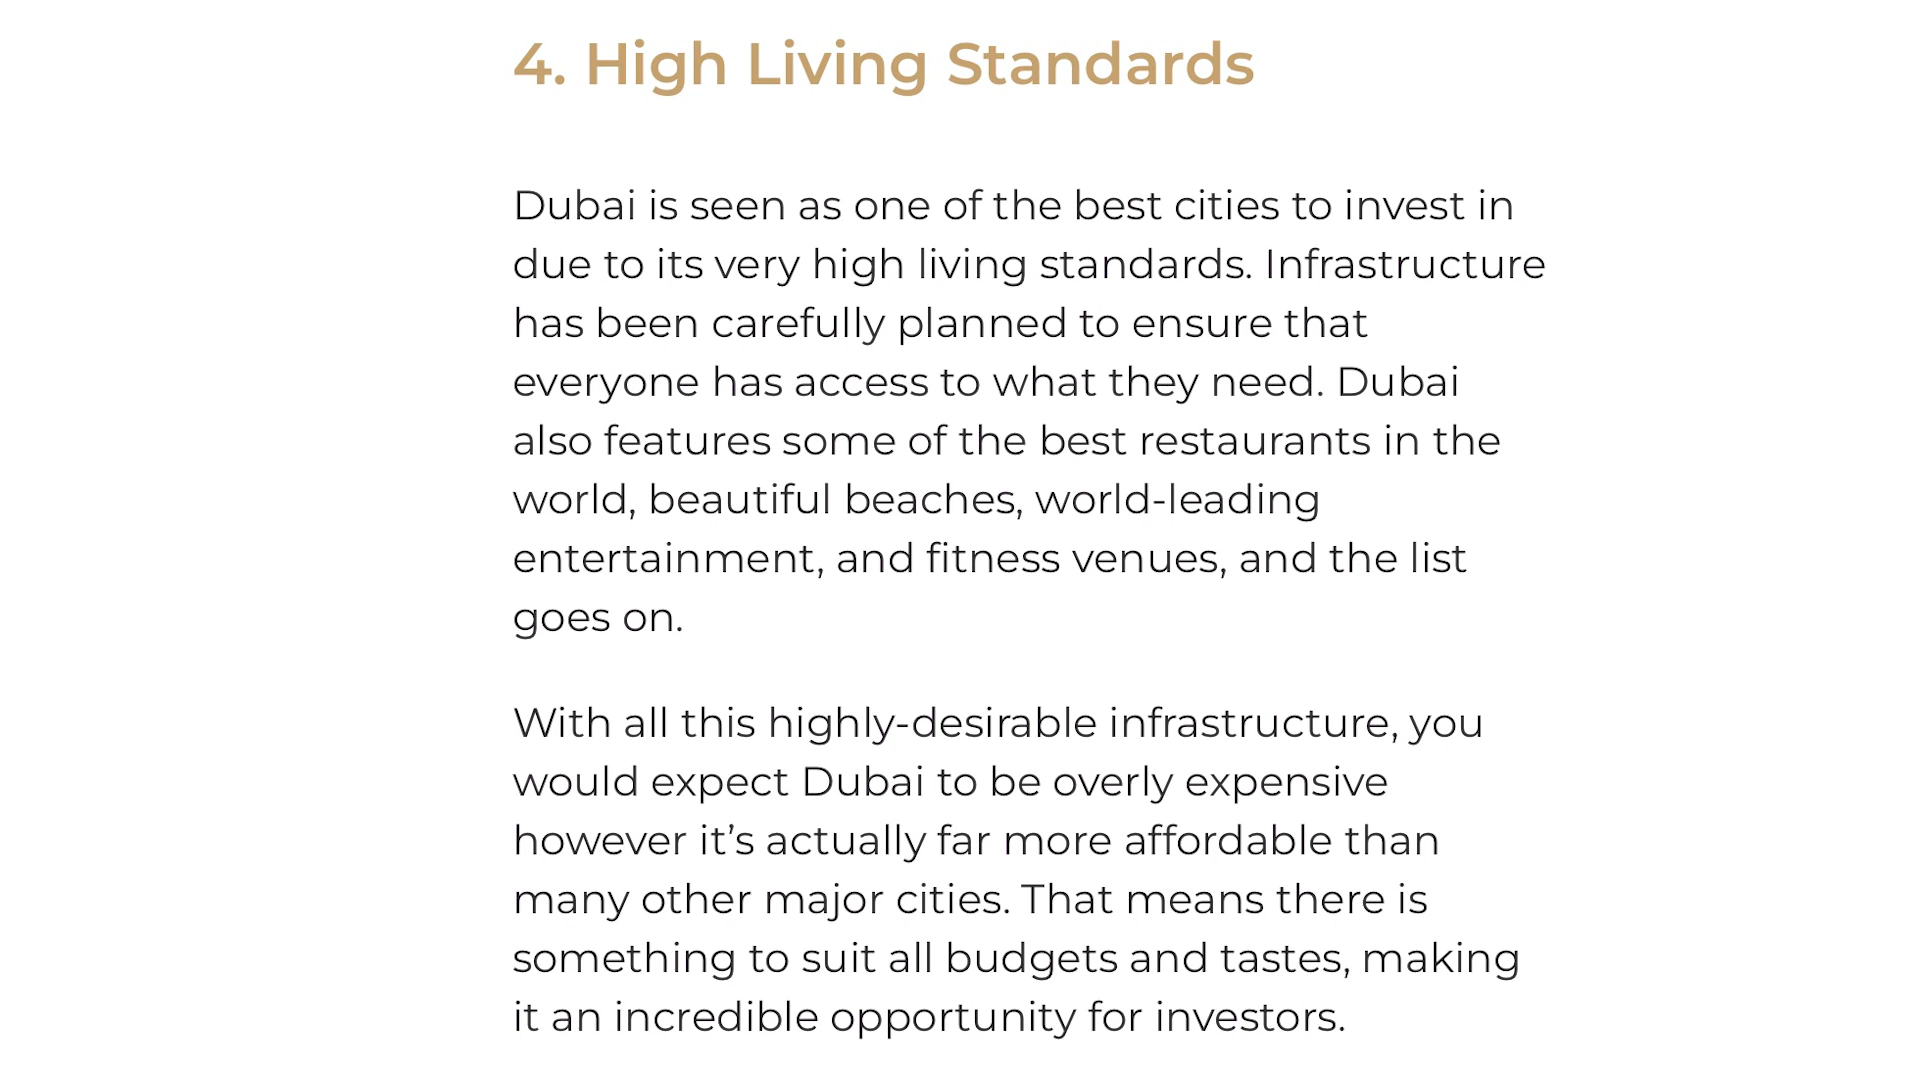 4. High Living Standards
Dubai is seen as one of the best cities to invest in
due to its very high living standards. Infrastructure
has been carefully planned to ensure that
everyone has access to what they need. Dubai
also features some of the best restaurants in the
world, beautiful beaches, world-leading
entertainment, and fitness venues, and the list
goes on.
With all this highly-desirable infrastructure, you
would expect Dubai to be overly expensive
however it’s actually far more affordable than
many other major cities. That means there is
something to suit all budgets and tastes, making
it an incredible opportunity for investors.